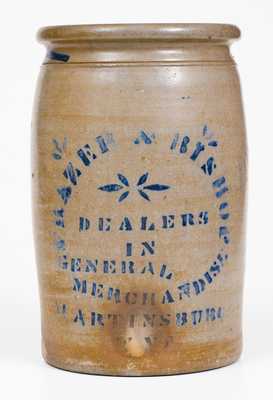 & BISHOP
DEALERS
IN
GENERAL
MERCHANDISE
MARTINSBURG